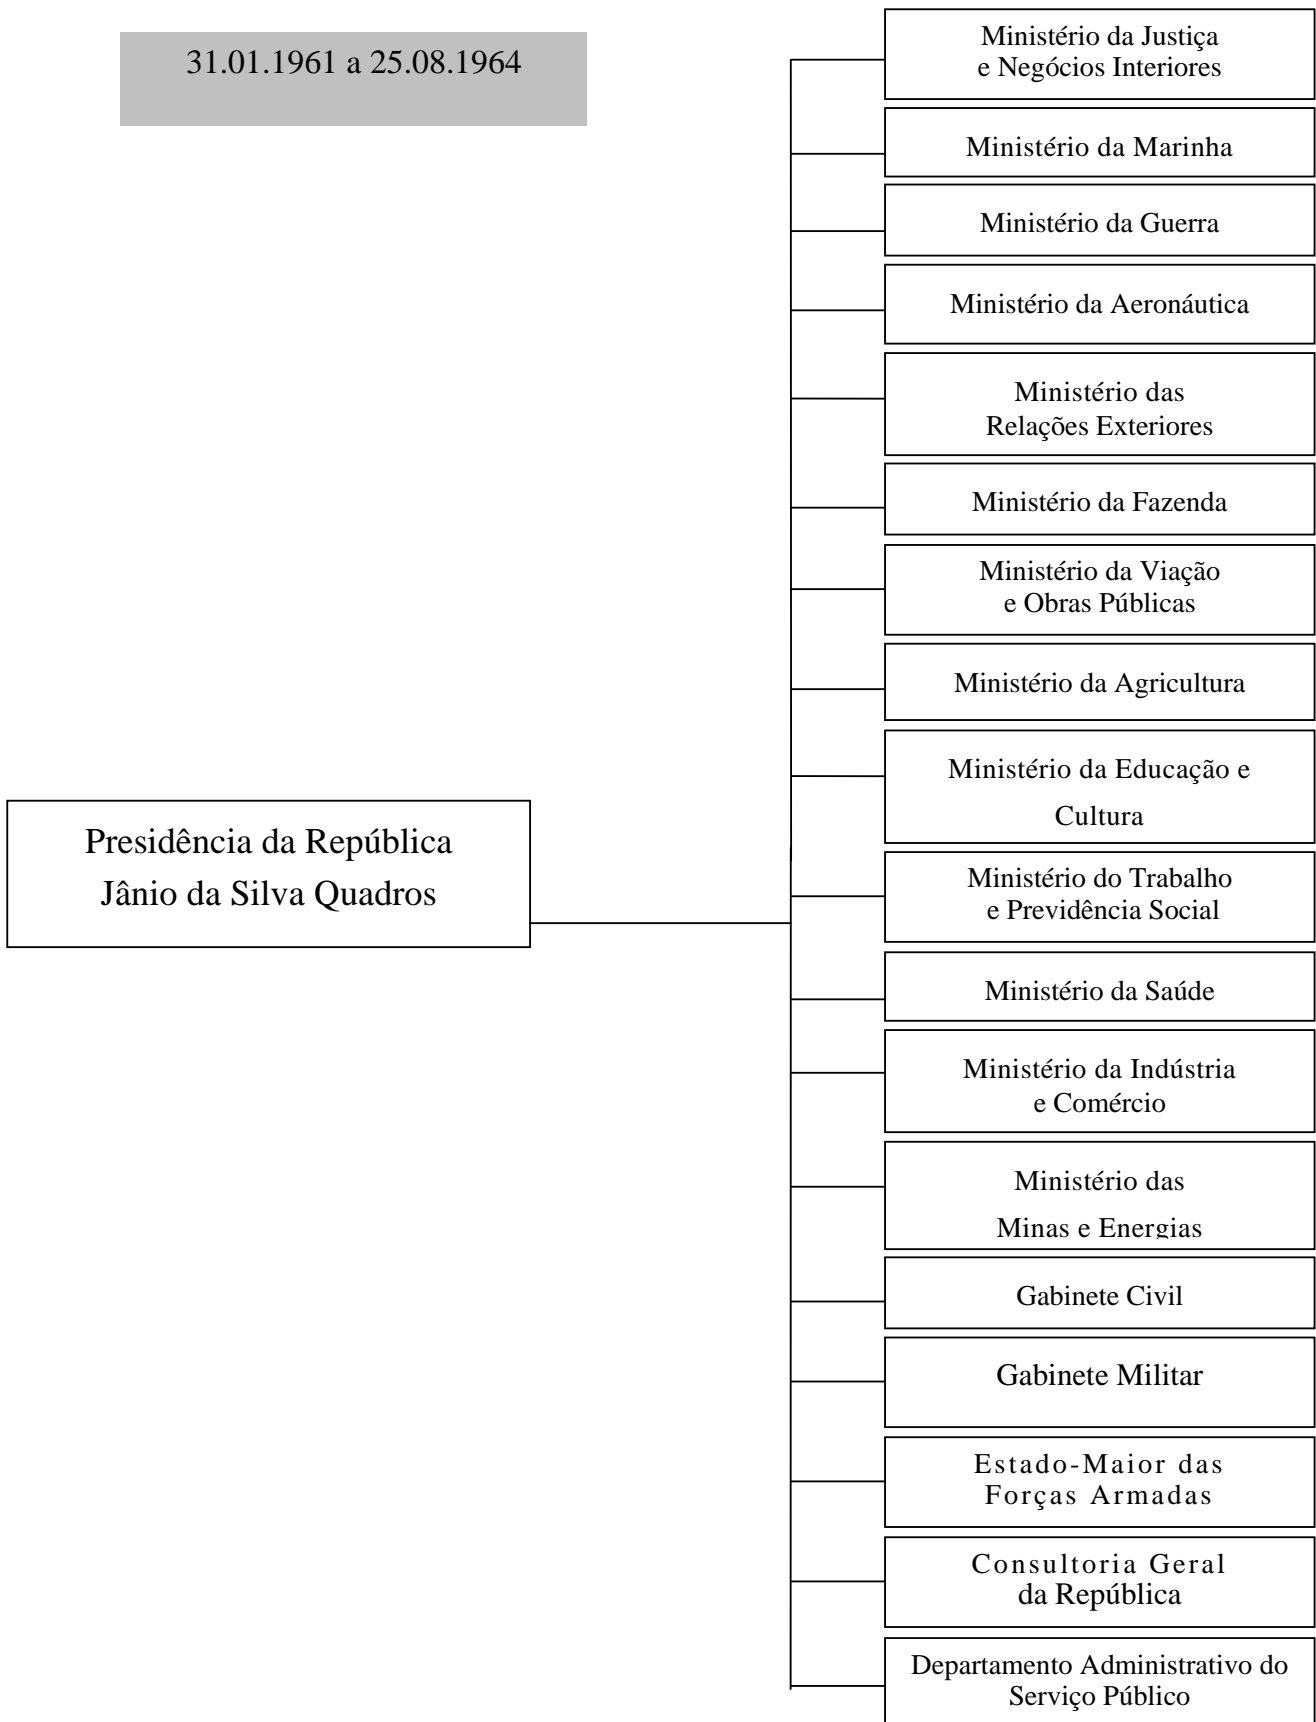 31.01.1961 a 25.08.1964
Ministério da Justiça
e Negócios Interiores
Ministério da Marinha
Ministério da Guerra
Ministério da Aeronáutica
Ministério das
Relações Exteriores
Ministério da Fazenda
Ministério da Viação
e Obras Públicas
Ministério da Agricultura
Ministério da Educação e
Cultura
Presidência da República
Jânio da Silva Quadros
Ministério do Trabalho
e Previdência Social
Ministério da Saúde
Ministério da Indústria
e Comércio
Ministério das
Minas e Energias
Gabinete Civil
Gabinete Militar
Estado-Maior das
Forças Armadas
Consultoria Geral
da República
Departamento Administrativo do
Serviço Público